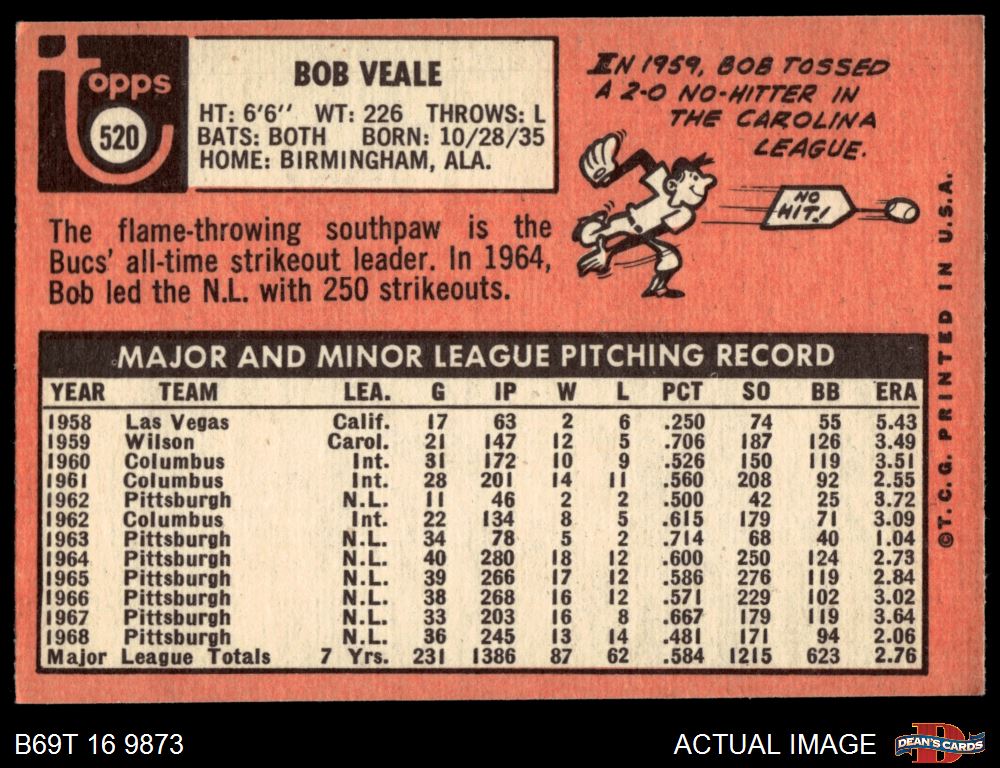 Topps
520
BOB VEALE
HT: 6'6'' WT: 226 THROWS: L
BATS: BOTH BORN: 10/28/35
HOME: BIRMINGHAM, ALA.
IN 1959, BOB TOSSED
A 2-0 NO-HITTER IN
THE CAROLINA
LEAGUE.
NO
HIT!
The flame-throwing southpaw is the
Bucs' all-time strikeout leader. In 1964,
Bob led the N.L. with 250 strikeouts.
MAJOR AND MINOR LEAGUE PITCHING RECORD
YEAR TEAM LEA. G IP W L PCT SO BB ERA
1958 Las Vegas Calif. 17 63 2 6 .250 74 55 5.43
1959 Wilson Carol. 21 147 12 5 .706 187 126 3.49
1960 Columbus Int. 31 172 10 9 .526 150 119 3.51
1961 Columbus Int. 28 201 14 11 .560 208 92 2.55
1962 Pittsburgh N.L. 11 46 2 2 .500 42 25 3.72
1962 Columbus Int. 22 134 8 5 .615 179 71 3.09
1963 Pittsburgh N.L. 34 78 5 2 .714 68 40 1.04
1964 Pittsburgh N.L. 40 280 18 12 .600 250 124 2.73
1965 Pittsburgh N.L. 39 266 17 12 .586 276 119 2.84
1966 Pittsburgh N.L. 38 268 16 12 .571 229 102 3.02
1967 Pittsburgh N.L. 33 203 16 8 .667 179 119 3.64
1968 Pittsburgh N.L. 36 245 13 14 .481 171 94 2.06
Major League Totals 7 Yrs. 231 1386 87 62 .584 1215 623 2.76
© T. C. G. PRINTED IN U.S.A.
B69T 16 9873
ACTUAL IMAGE
D
DEAN'S CARDS